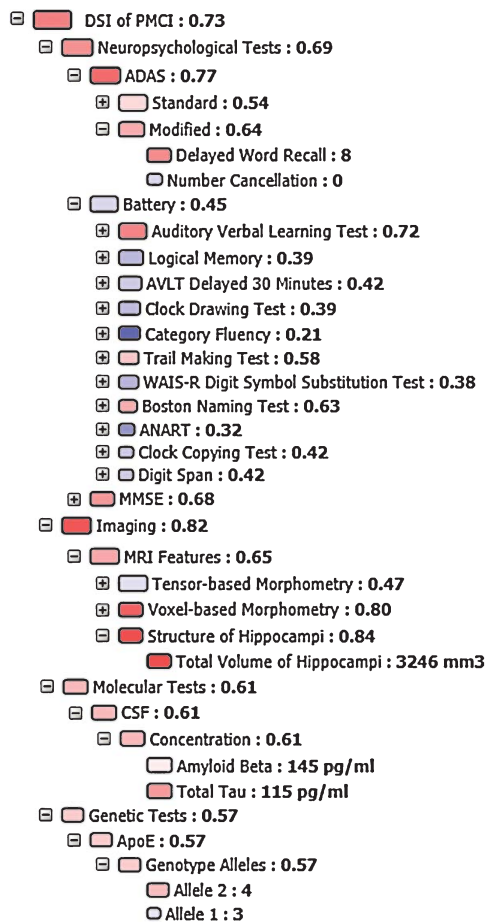 DSI of PMCI : 0.73
Neuropsychological Tests : 0.69
ADAS : 0.77
Standard : 0.54
Modified : 0.64
Delayed Word Recall : 8
Number Cancellation : 0
Battery : 0.45
Auditory Verbal Learning Test : 0.72
Logical Memory : 0.39
AVLT Delayed 30 Minutes : 0.42
Clock Drawing Test : 0.39
Category Fluency : 0.21
Trail Making Test : 0.58
WAIS-R Digit Symbol Substitution Test : 0.38
Boston Naming Test : 0.63
ANART : 0.32
Clock Copying Test : 0.42
Digit Span : 0.42
MMSE : 0.68
Imaging : 0.82
MRI Features : 0.65
Tensor-based Morphometry : 0.47
Voxel-based Morphometry : 0.80
Structure of Hippocampi : 0.84
Total Volume of Hippocampi : 3246 mm3
Molecular Tests : 0.61
CSF : 0.61
Concentration : 0.61
Amyloid Beta : 145 pg/ml
Total Tau : 115 pg/ml
Genetic Tests : 0.57
ApoE : 0.57
Genotype Alleles : 0.57
Allele 2 : 4
Allele 1 : 3